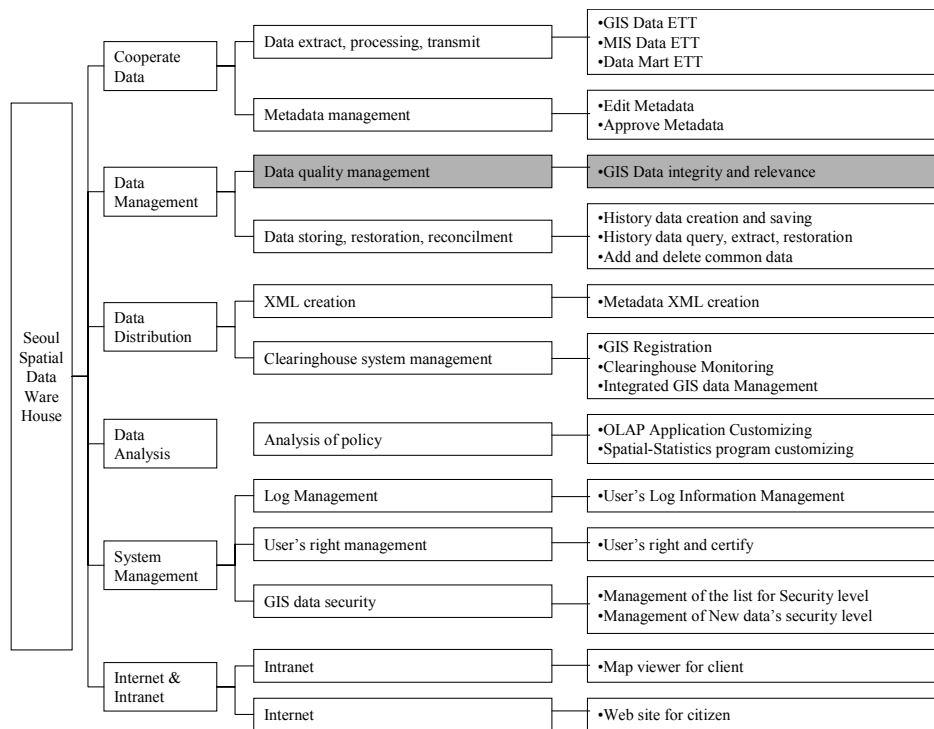 Seoul
Spatial
Data
Ware
House
Cooperate
Data
Data extract, processing, transmit
•GIS Data ETT
•MIS Data ETT
•Data Mart ETT
Metadata management
•Edit Metadata
•Approve Metadata
Data
Management
Data quality management
•GIS Data integrity and relevance
Data storing, restoration, reconcilment
•History data creation and saving
•History data query, extract, restoration
•Add and delete common data
Data
Distribution
XML creation
•Metadata XML creation
Clearinghouse system management
•GIS Registration
•Clearinghouse Monitoring
•Integrated GIS data Management
Data
Analysis
Analysis of policy
•OLAP Application Customizing
•Spatial-Statistics program customizing
System
Management
Log Management
•User’s Log Information Management
User’s right management
•User’s right and certify
GIS data security
•Management of the list for Security level
•Management of New data’s security level
Internet &
Intranet
Intranet
•Map viewer for client
Internet
•Web site for citizen